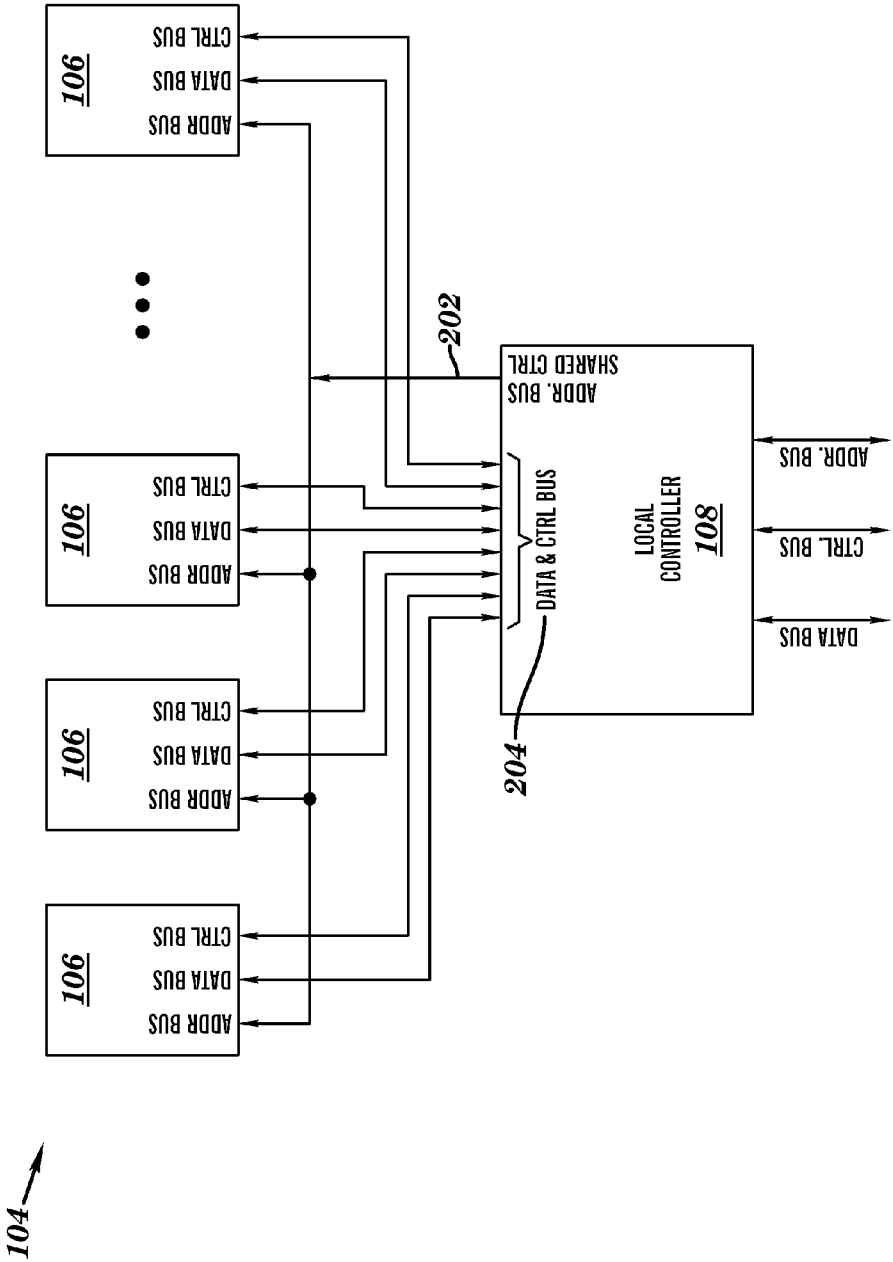 104
106
ADDR BUS
DATA BUS
CTRL BUS
106
ADDR BUS
DATA BUS
CTRL BUS
106
ADDR BUS
DATA BUS
CTRL BUS
106
ADDR BUS
DATA BUS
CTRL BUS
202
204
DATA & CTRL BUS
ADDR. BUS
SHARED CTRL
LOCAL
CONTROLLER
108
DATA BUS
CTRL. BUS
ADDR. BUS